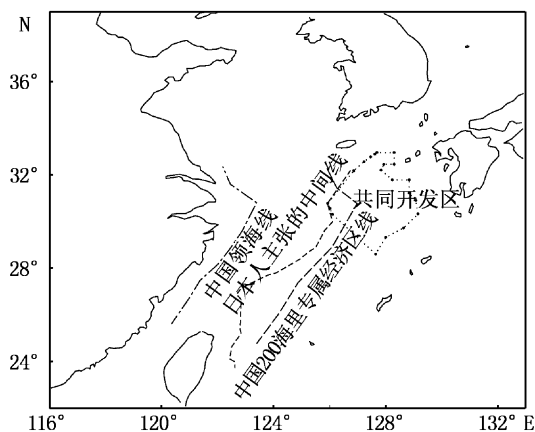 N
36°
32°
28°
24°
共同开发区
日本人主张的中间线
中国领海线
中国200海里专属经济区线
116°
120°
124°
128°
132° E